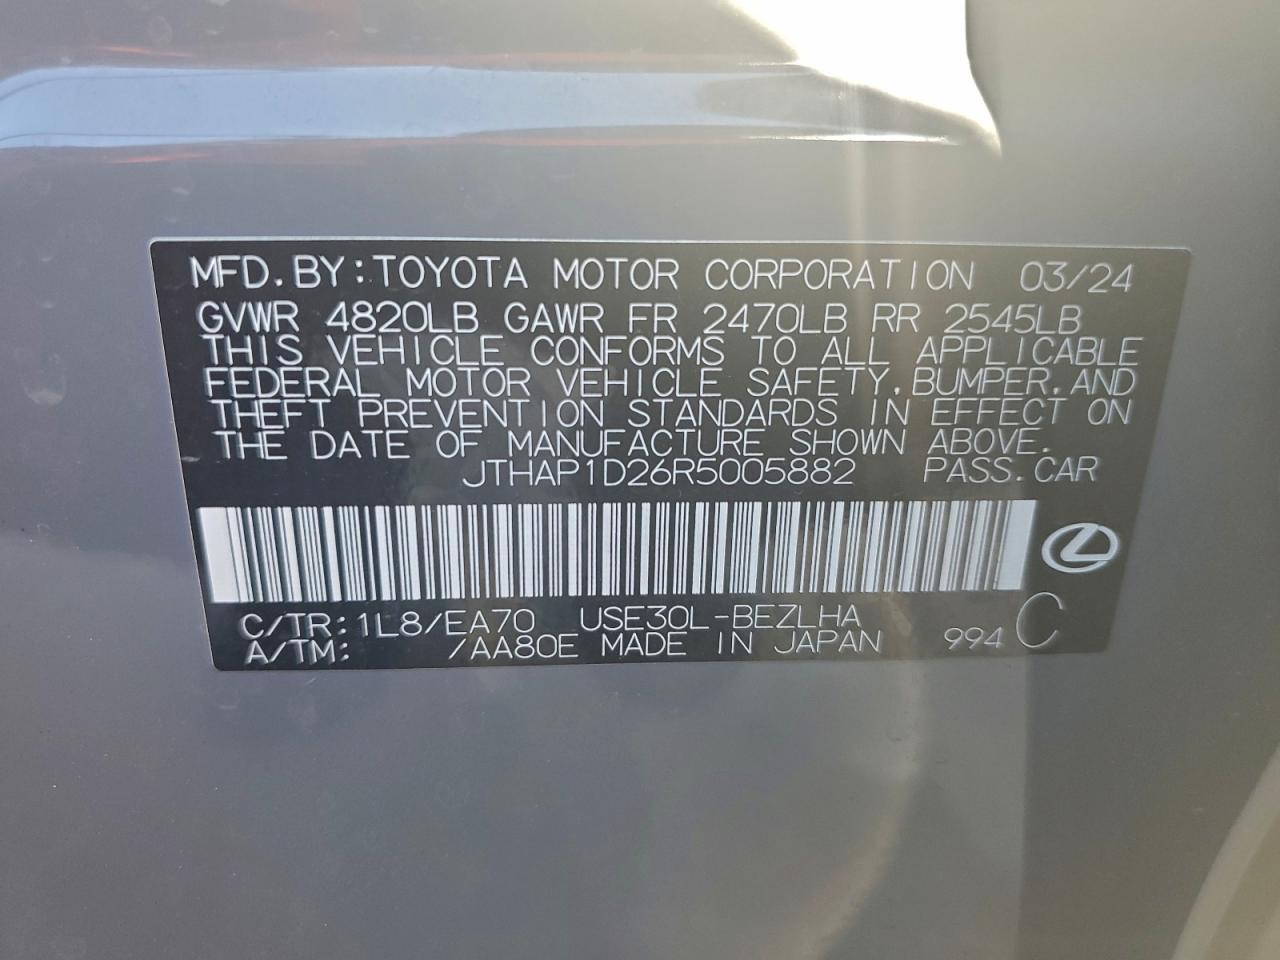 MFD.BY:TOYOTA MOTOR CORPORATION 03/24
GVWR 4820LB GAWR FR 2470LB RR 2545LB
THIS VEHICLE CONFORMS TO ALL APPLICABLE
FEDERAL MOTOR VEHICLE SAFETY,BUMPER,AND
THEFT PREVENTION STANDARDS IN EFFECT ON
THE DATE OF MANUFACTURE SHOWN ABOVE.
JTHAP1D26R5005882 PASS.CAR
C/TR:1L8/EA70 USE30L-BEZLHA
A/TM: /AA80E MADE IN JAPAN 994 C